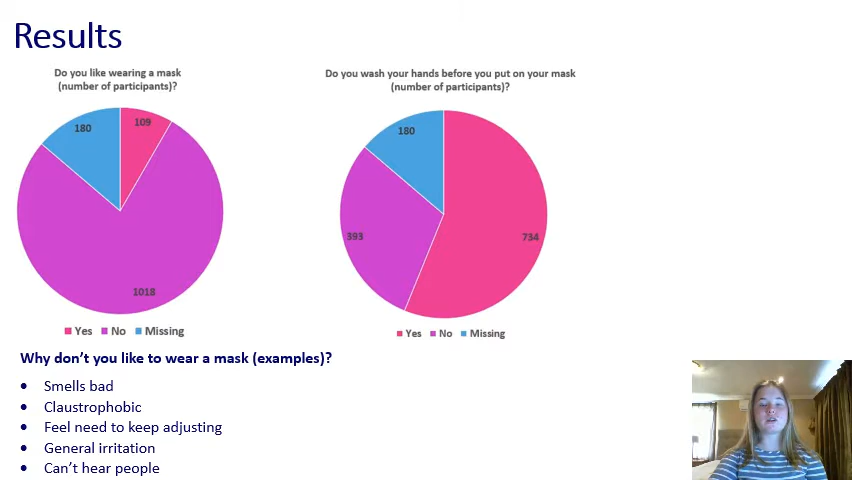 Results
Do you like wearing a mask
(number of participants)?
180
109
1018
Yes No Missing
Do you wash your hands before you put on your mask
(number of participants)?
180
393
734
Yes No Missing
Why don't you like to wear a mask (examples)?
• Smells bad
• Claustrophobic
• Feel need to keep adjusting
• General irritation
• Can't hear people